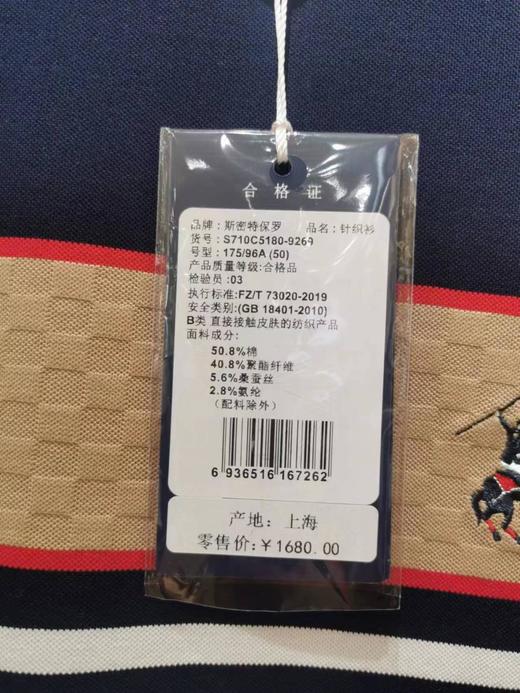 合格证
品牌：斯密特保罗 品名：针织衫
货号：S710C5180-9269
号型：175/96A (50)
产品质量等级:合格品
检验员:03
执行标准:FZ/T 73020-2019
安全类别:(GB 18401-2010)
B类 直接接触皮肤的纺织产品
面料成分:
50.8%棉
40.8%聚酯纤维
5.6%桑蚕丝
2.8%氨纶
（配料除外）
6 936516 167262
产地: 上海
零售价:￥1680.00